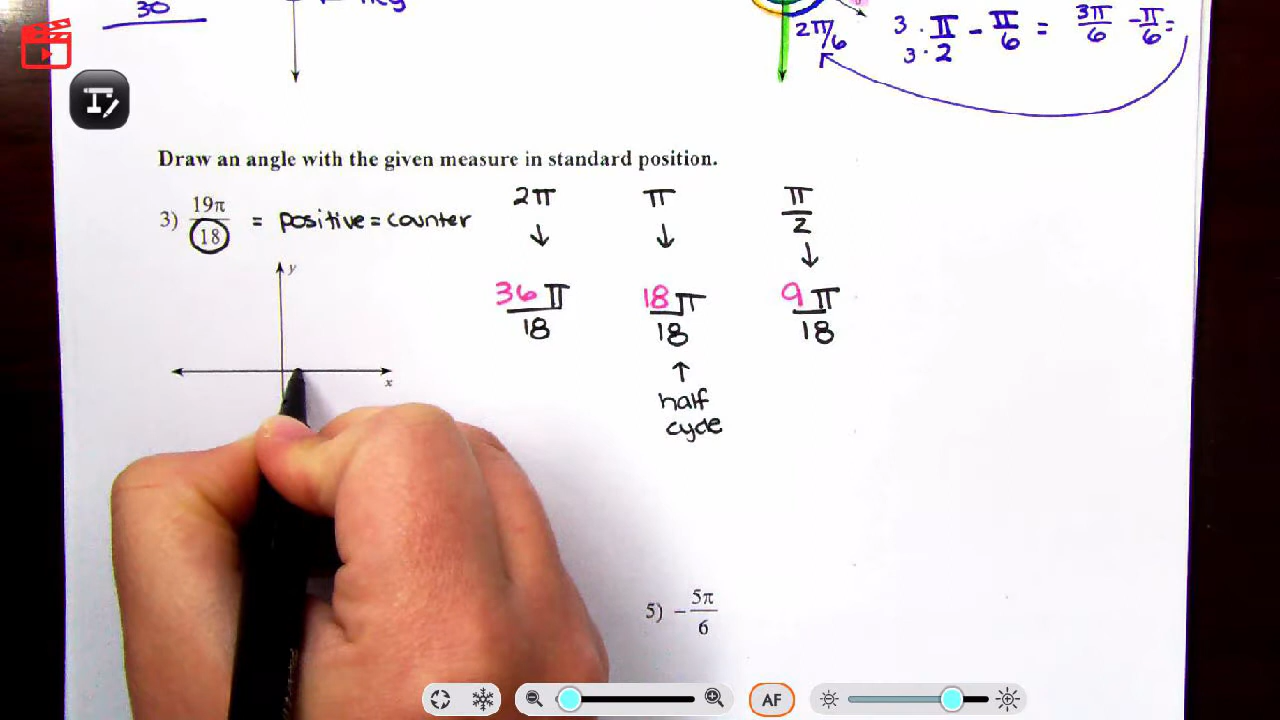 30
2π/6
3 · π
3 · 2
- π/6 = 3π/6 - π/6 =
Draw an angle with the given measure in standard position.
3) 19π/18 = positive = counter
2π
π
π/2
36π/18
18π/18
9π/18
half
cycle
y
x
5) - 5π/6
AF